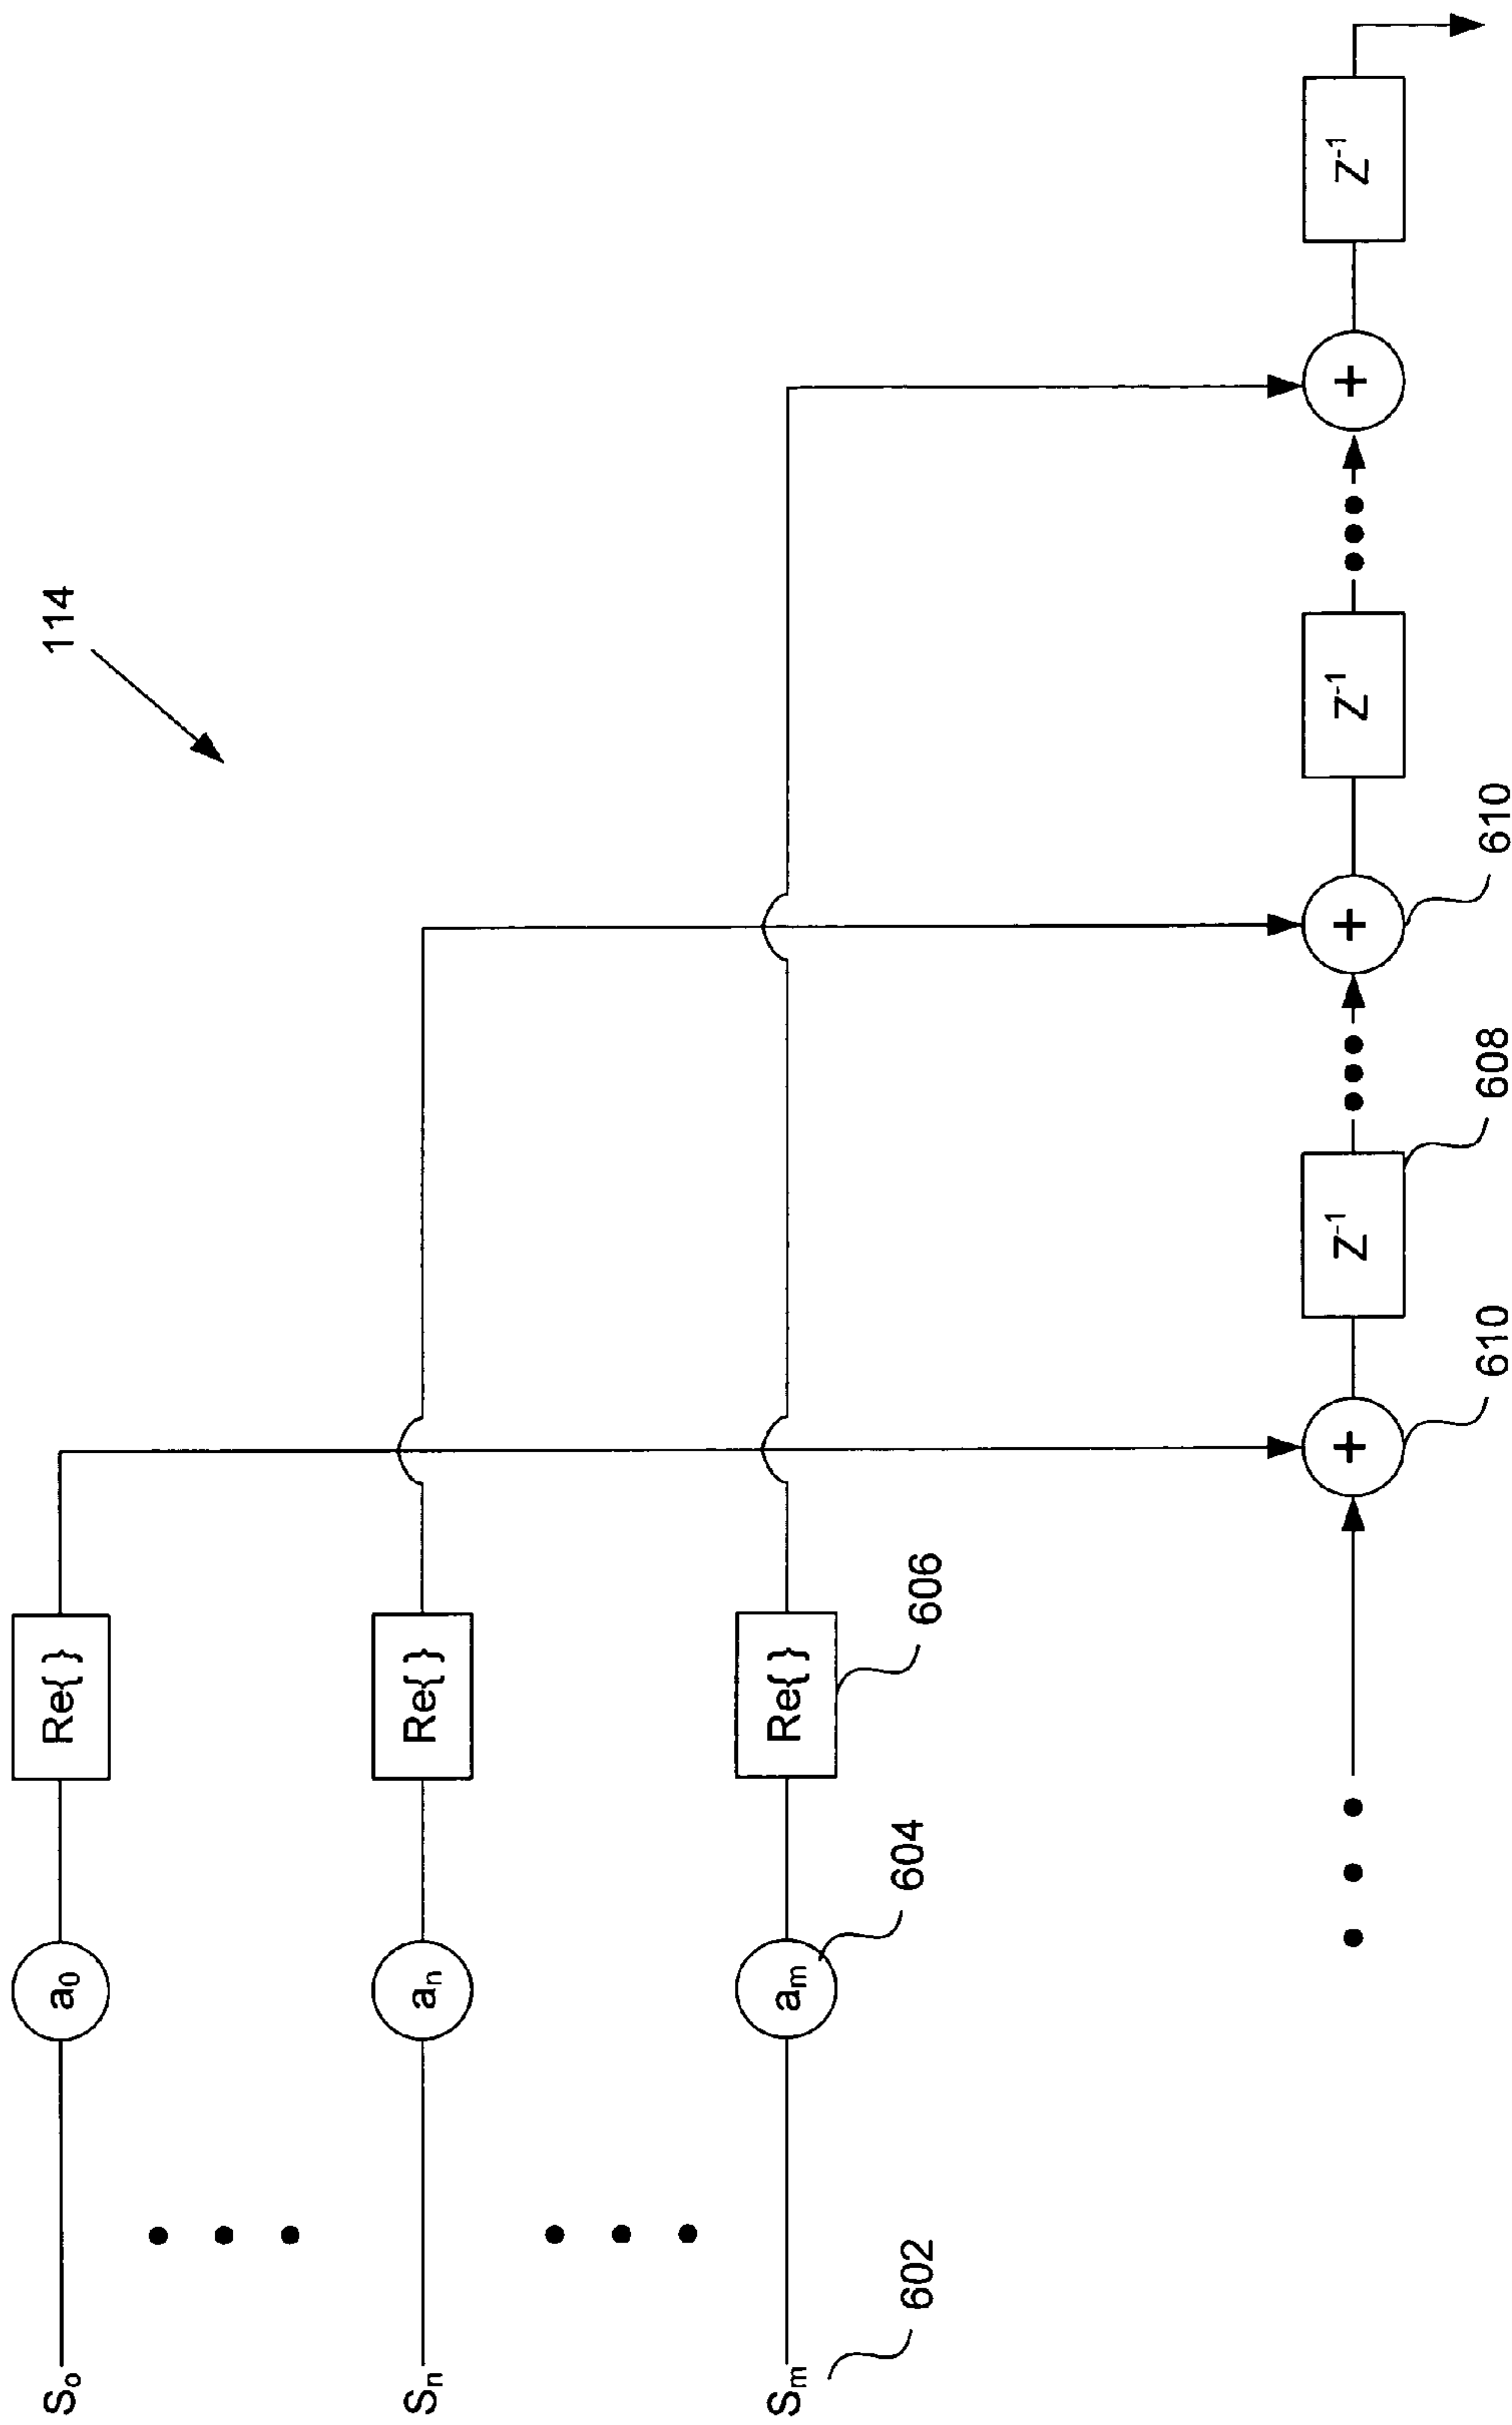 114
S₀ a₀ Re{ }
Sₙ aₙ Re{ }
Sₘ aₘ Re{ }
602 604 606
+ Z⁻¹ + Z⁻¹ + Z⁻¹
610 608 610